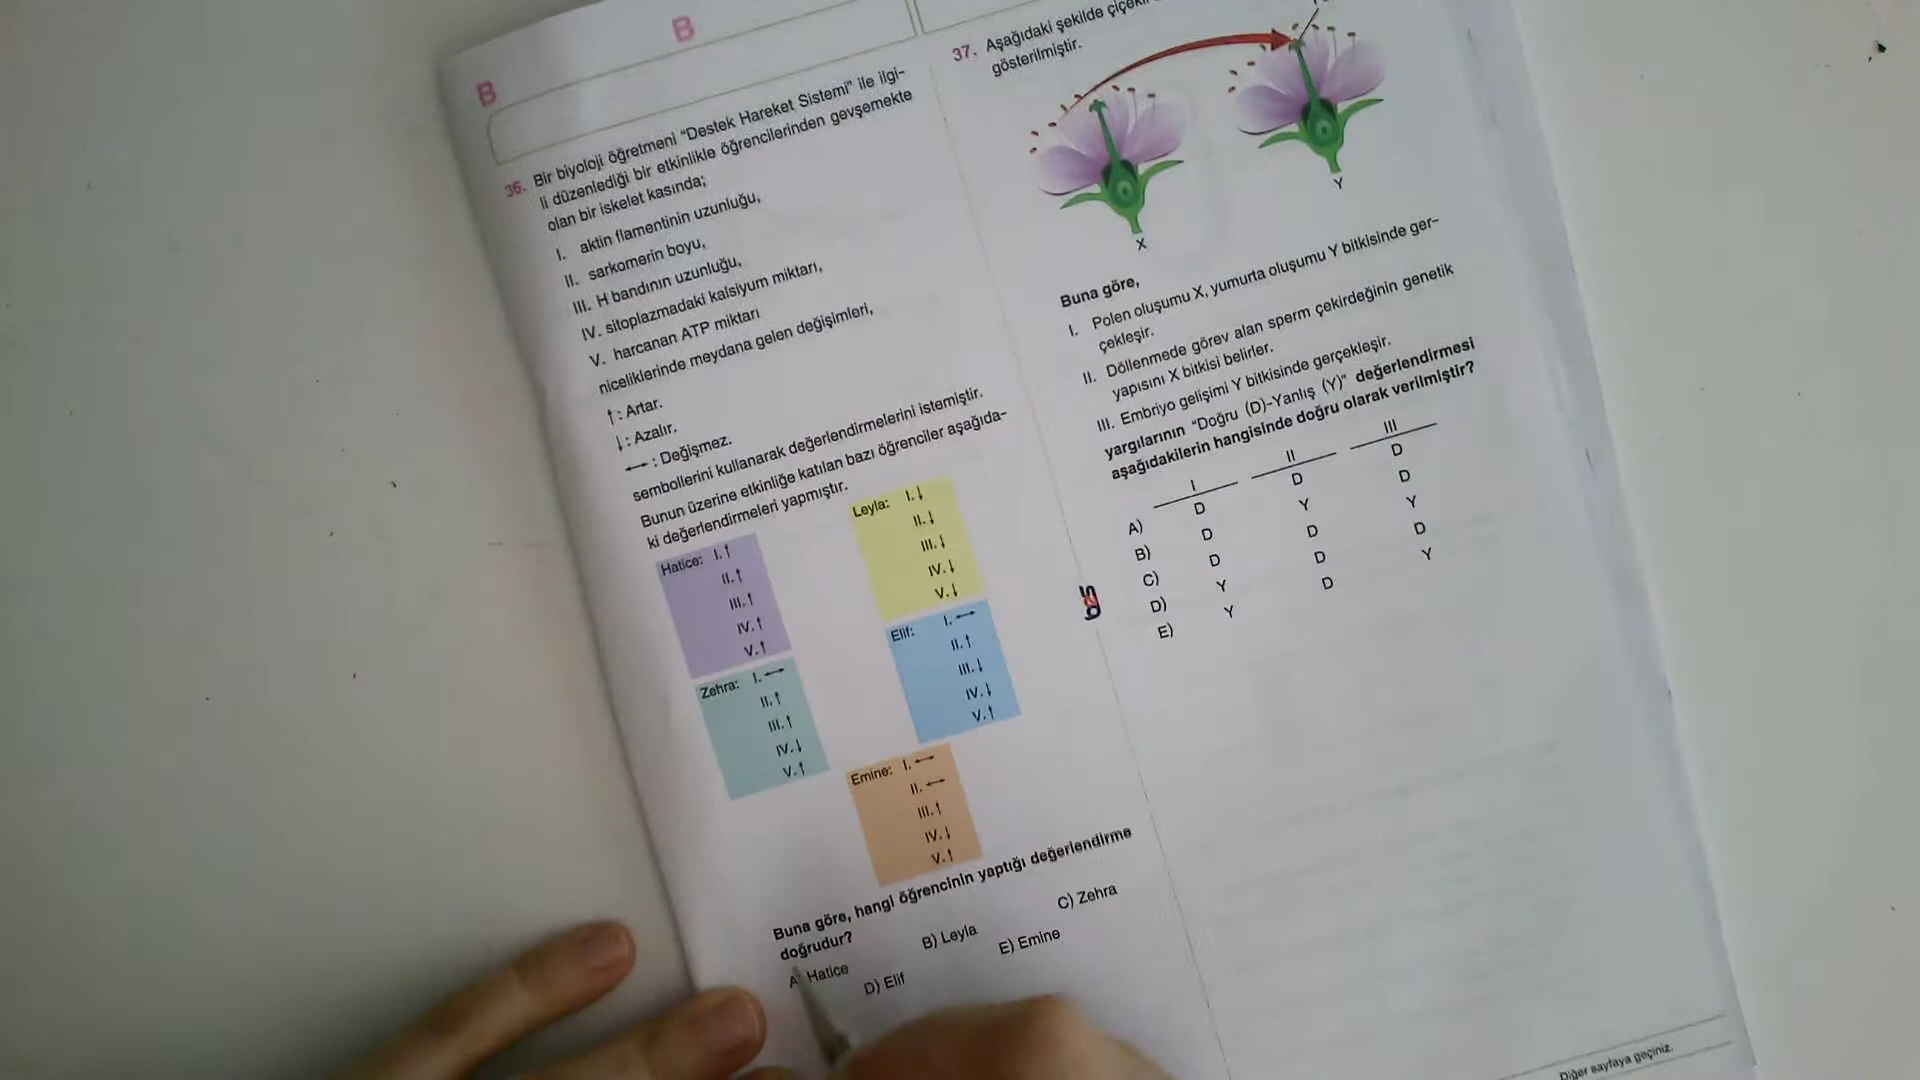 B
B
36. Bir biyoloji öğretmeni "Destek Hareket Sistemi" ile ilgi-
li düzenlediği bir etkinlikle öğrencilerinden gevşemekte
olan bir iskelet kasında;
I. aktin flamentinin uzunluğu,
II. sarkomerin boyu,
III. H bandının uzunluğu,
IV. sitoplazmadaki kalsiyum miktarı,
V. harcanan ATP miktarı
niceliklerinde meydana gelen değişimleri,
↑: Artar.
↓: Azalır.
↔: Değişmez.
sembollerini kullanarak değerlendirmelerini istemiştir.
Bunun üzerine etkinliğe katılan bazı öğrenciler aşağıda-
ki değerlendirmeleri yapmıştır.
Hatice: I.↑
II.↑
III.↑
IV.↑
V.↑
Leyla: I.↓
II.↓
III.↓
IV.↓
V.↓
Zehra: I.↔
II.↑
III.↑
IV.↓
V.↑
Elif: I.↔
II.↑
III.↓
IV.↓
V.↑
Emine: I.↔
II.↔
III.↑
IV.↓
V.↑
Buna göre, hangi öğrencinin yaptığı değerlendirme
doğrudur?
A) Hatice B) Leyla C) Zehra
D) Elif E) Emine
37. Aşağıdaki şekilde
gösterilmiştir.
X
Y
Buna göre,
I. Polen oluşumu X, yumurta oluşumu Y bitkisinde ger-
çekleşir.
II. Döllenmede görev alan sperm çekirdeğinin genetik
yapısını X bitkisi belirler.
III. Embriyo gelişimi Y bitkisinde gerçekleşir.
yargılarının "Doğru (D)-Yanlış (Y)" değerlendirmesi
aşağıdakilerin hangisinde doğru olarak verilmiştir?
I II III
A) D D D
B) D Y D
C) D D Y
D) Y D D
E) Y D Y
Diğer sayfaya geçiniz.